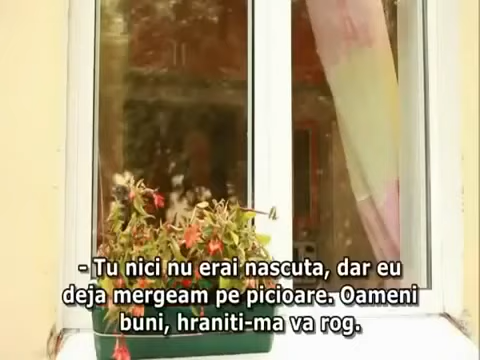 - Tu nici nu erai nascuta, dar eu
deja mergeam pe picioare. Oameni
buni, hraniti-ma va rog.